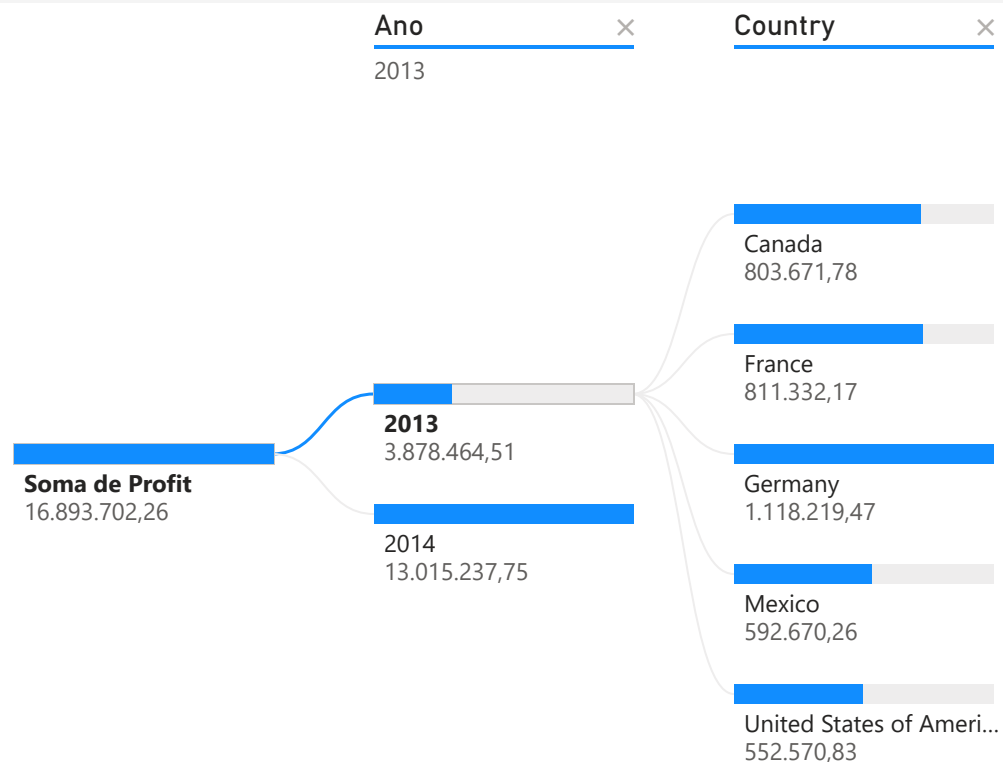 Ano
Country
2013
Canada
803.671,78
France
811.332,17
2013
3.878.464,51
Soma de Profit
16.893.702,26
Germany
1.118.219,47
2014
13.015.237,75
Mexico
592.670,26
United States of Ameri...
552.570,83